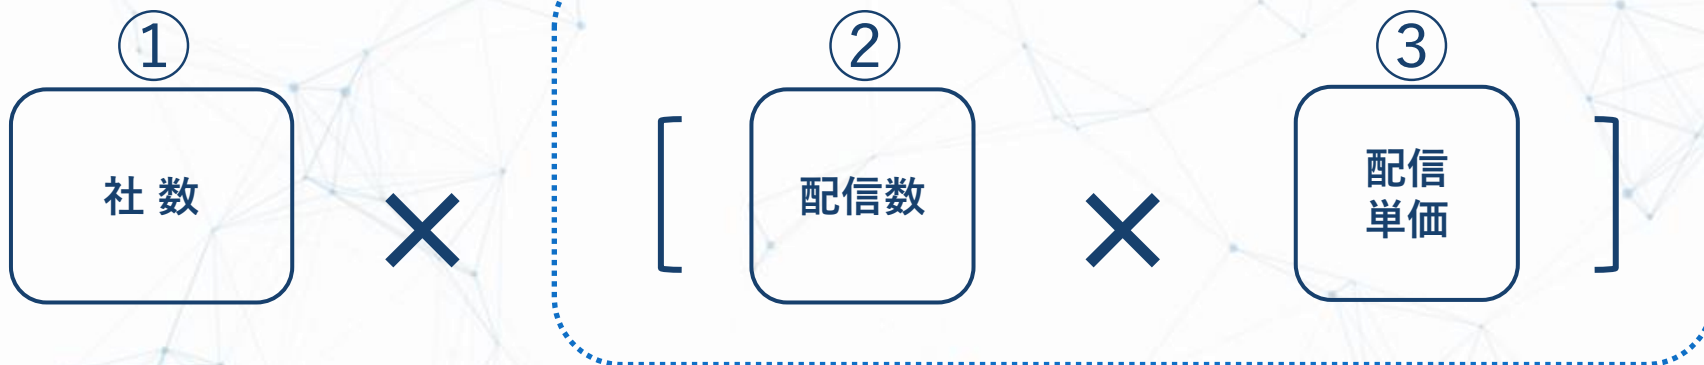 ① ② ③
社 数 × [ 配信数 × 配信
単価 ]